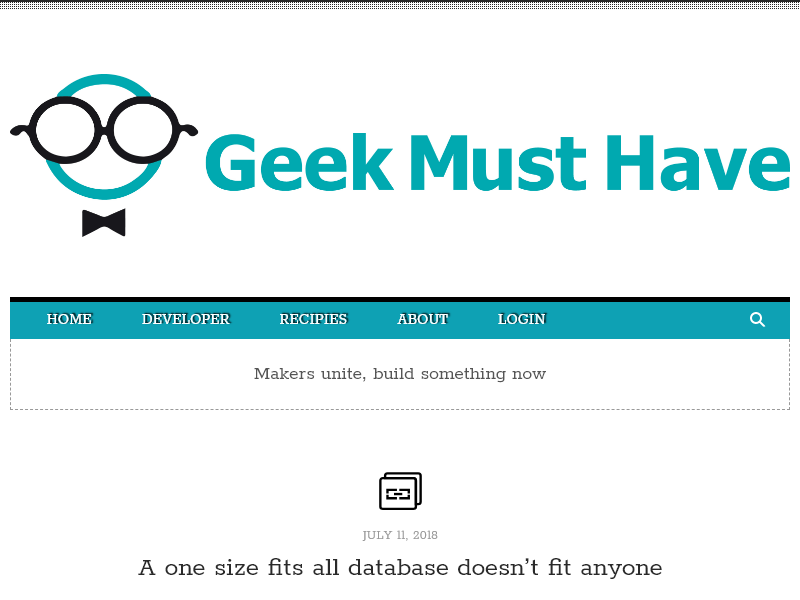 Geek Must Have
HOME DEVELOPER RECIPIES ABOUT LOGIN
Makers unite, build something now
JULY 11, 2018
A one size fits all database doesn’t fit anyone